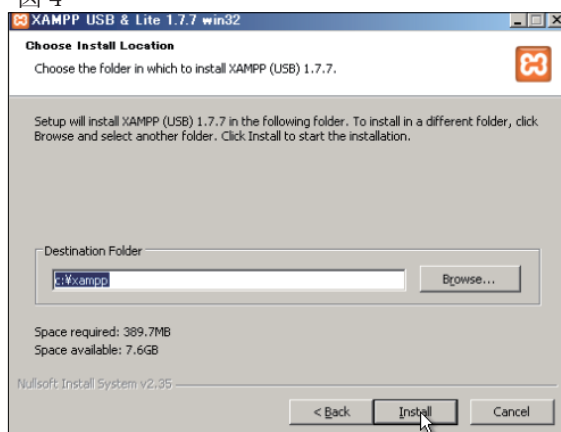 図 4
XAMPP USB & Lite 1.7.7 win32
Choose Install Location
Choose the folder in which to install XAMPP (USB) 1.7.7.
Setup will install XAMPP (USB) 1.7.7 in the following folder. To install in a different folder, click
Browse and select another folder. Click Install to start the installation.
Destination Folder
c:¥xampp
Browse...
Space required: 389.7MB
Space available: 7.6GB
Nullsoft Install System v2.35
< Back
Install
Cancel